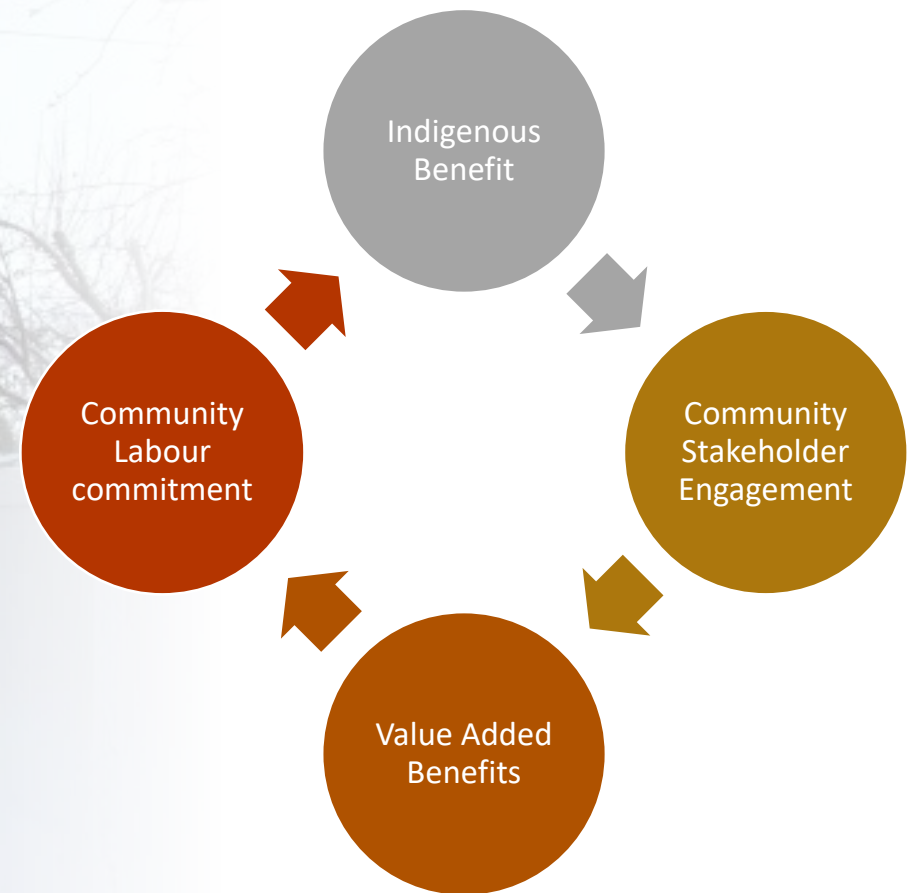 Indigenous
Benefit
Community
Stakeholder
Engagement
Value Added
Benefits
Community
Labour
commitment